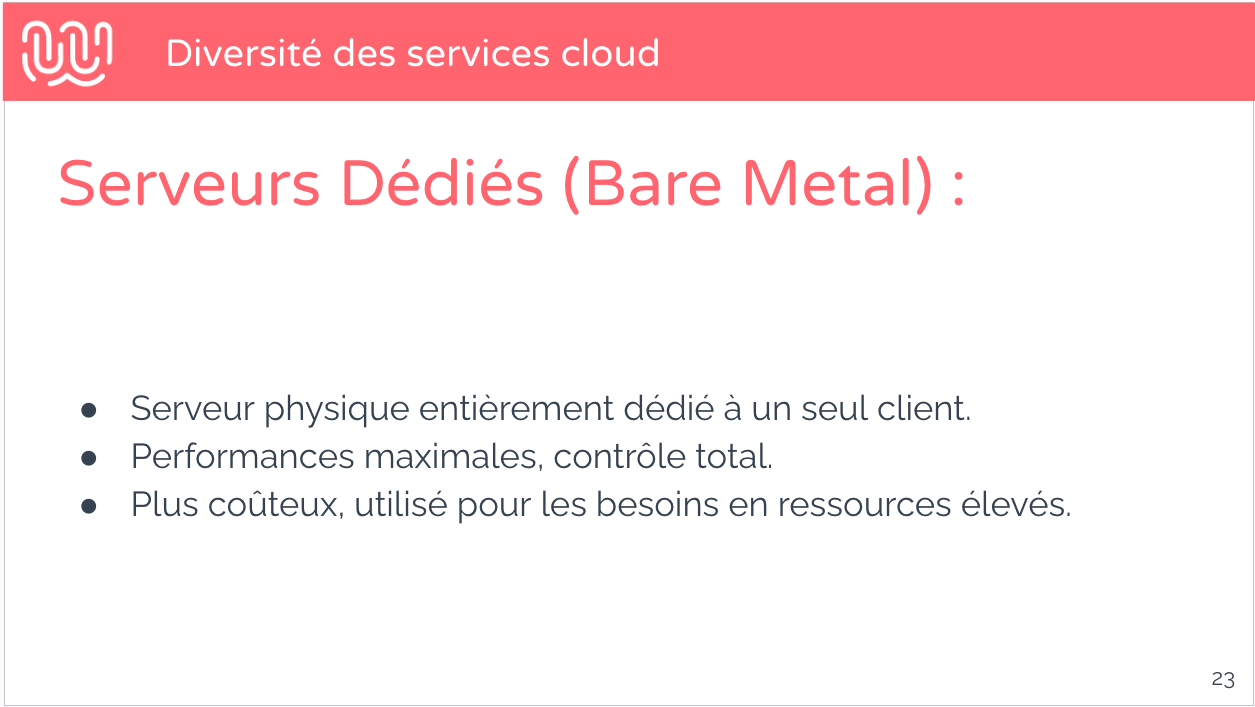 Diversité des services cloud
Serveurs Dédiés (Bare Metal) :
● Serveur physique entièrement dédié à un seul client.
● Performances maximales, contrôle total.
● Plus coûteux, utilisé pour les besoins en ressources élevés.
23